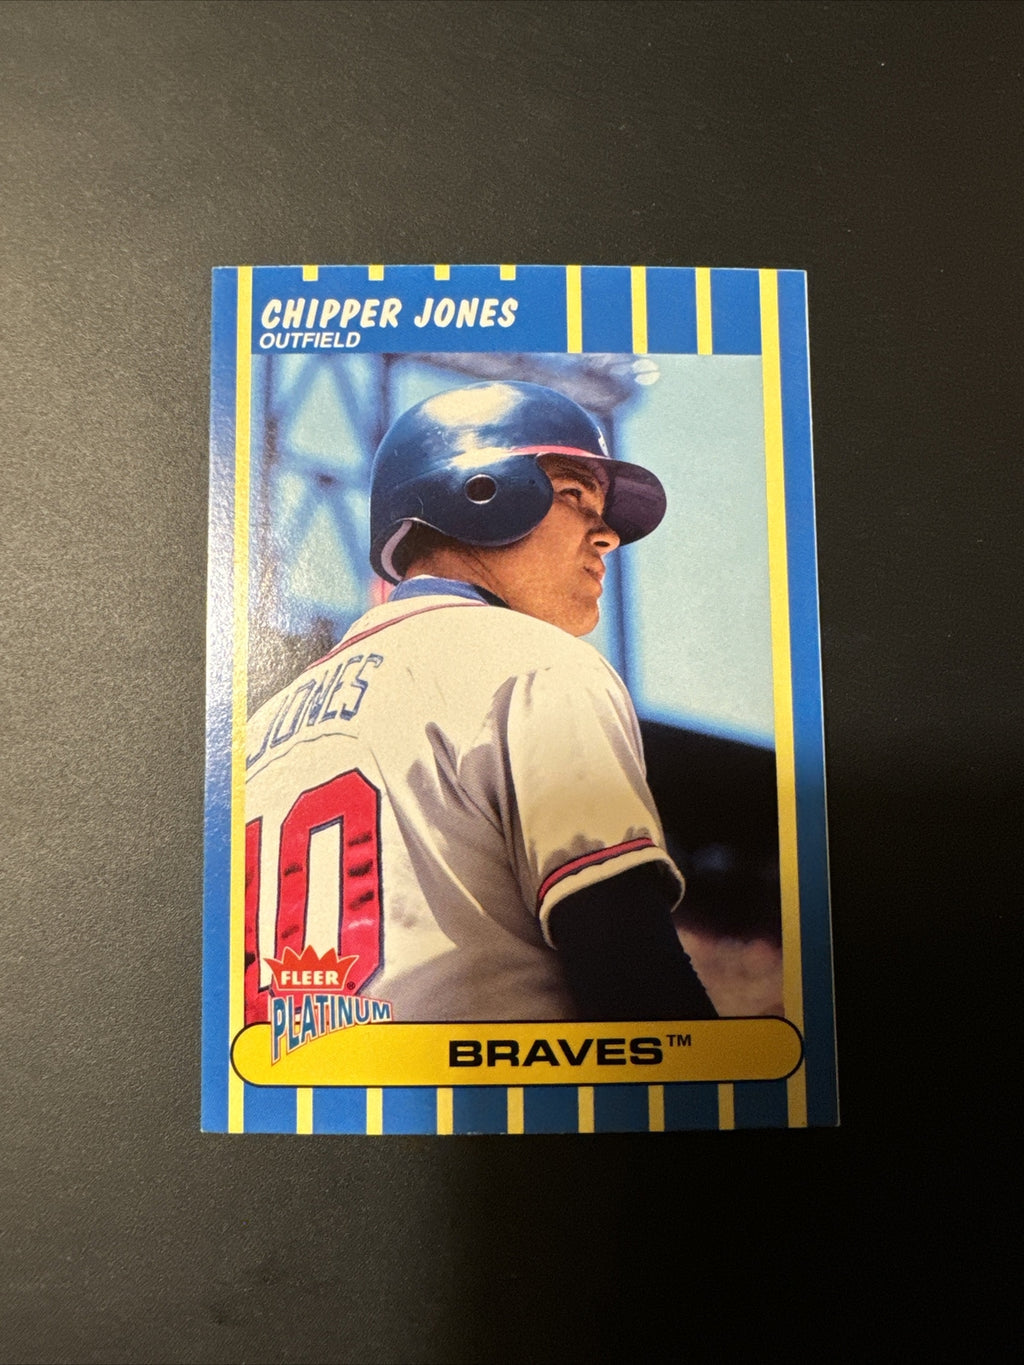 CHIPPER JONES
OUTFIELD
JONES
10
FLEER®
PLATINUM
BRAVES™